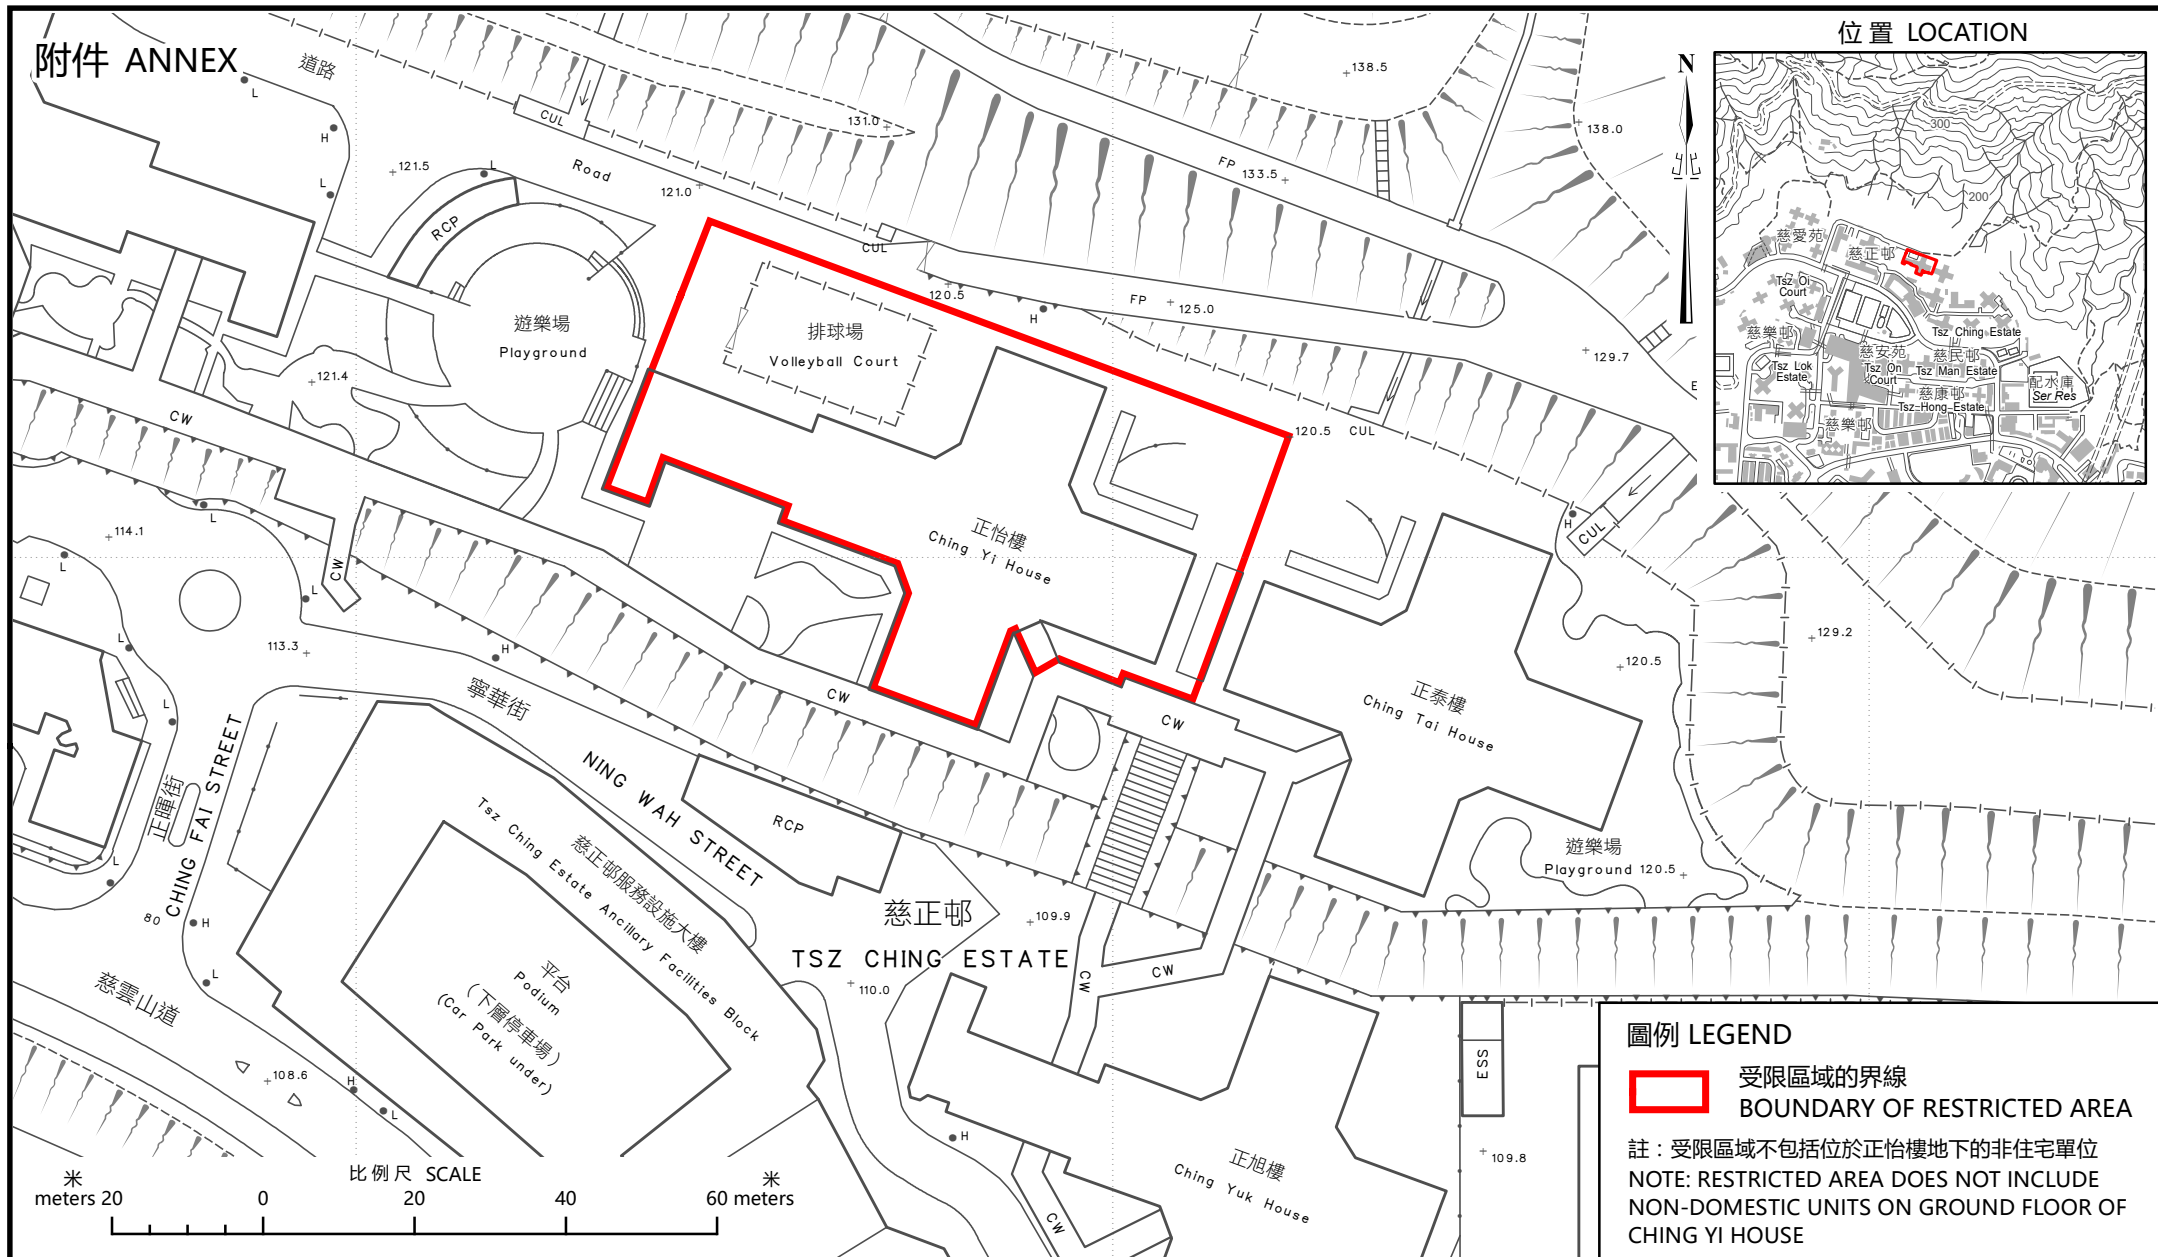 附件 ANNEX
道路
Road
CUL
131.0
121.5
121.0
RCP
CUL
138.5
138.0
FP
133.5
120.5
FP
125.0
129.7
遊樂場
Playground
排球場
Volleyball Court
121.4
CW
120.5
CUL
CUL
正怡樓
Ching Yi House
114.1
CW
113.3
寧華街
NING WAH STREET
CW
CW
正泰樓
Ching Tai House
120.5
129.2
遊樂場
Playground 120.5
正暉街
CHING FAI STREET
80
RCP
慈正邨服務設施大樓
Tsz Ching Estate Ancillary Facilities Block
平台
Podium
(下層停車場)
(Car Park under)
慈正邨
TSZ CHING ESTATE
109.9
110.0
CW
CW
慈雲山道
108.6
正旭樓
Ching Yuk House
CW
ESS
109.8
L
H
L
L
H
H
H
L
L
L
H
L
L
L
H
L
H
L
H
E
位置 LOCATION
N
北
300
200
慈愛苑
Tsz Oi
Court
慈正邨
Tsz Ching Estate
慈樂邨
Tsz Lok
Estate
慈安苑
Tsz On
Court
慈民邨
Tsz Man Estate
慈康邨
Tsz Hong Estate
慈樂邨
配水庫
Ser Res
比例尺 SCALE
米
meters 20 0 20 40 60 meters
米
圖例 LEGEND
受限區域的界線
BOUNDARY OF RESTRICTED AREA
註：受限區域不包括位於正怡樓地下的非住宅單位
NOTE: RESTRICTED AREA DOES NOT INCLUDE
NON-DOMESTIC UNITS ON GROUND FLOOR OF
CHING YI HOUSE